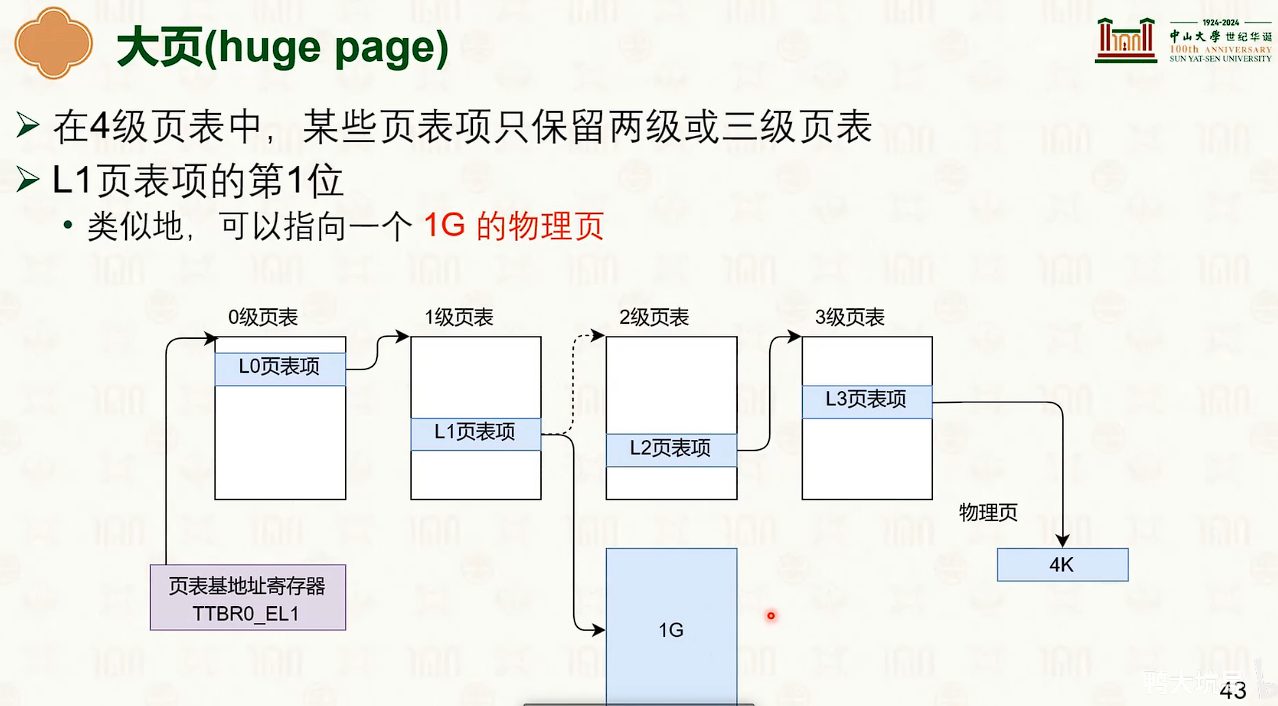 大页(huge page)
1924-2024
中山大學 世纪华诞
100th ANNIVERSARY
SUN YAT-SEN UNIVERSITY
在4级页表中，某些页表项只保留两级或三级页表
L1页表项的第1位
类似地，可以指向一个 1G 的物理页
0级页表
1级页表
2级页表
3级页表
L0页表项
L1页表项
L2页表项
L3页表项
物理页
4K
页表基地址寄存器
TTBR0_EL1
1G
43